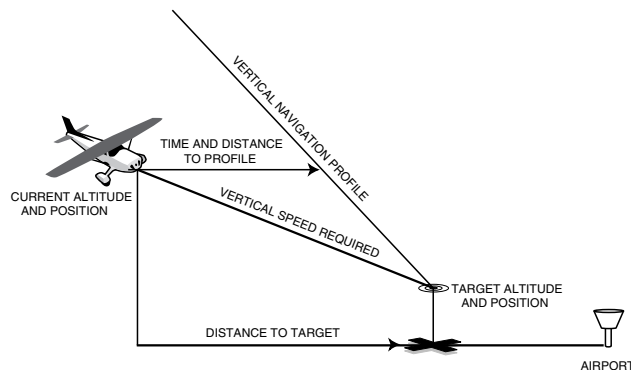 VERTICAL NAVIGATION PROFILE
TIME AND DISTANCE
TO PROFILE
CURRENT ALTITUDE
AND POSITION
VERTICAL SPEED REQUIRED
TARGET ALTITUDE
AND POSITION
DISTANCE TO TARGET
AIRPORT